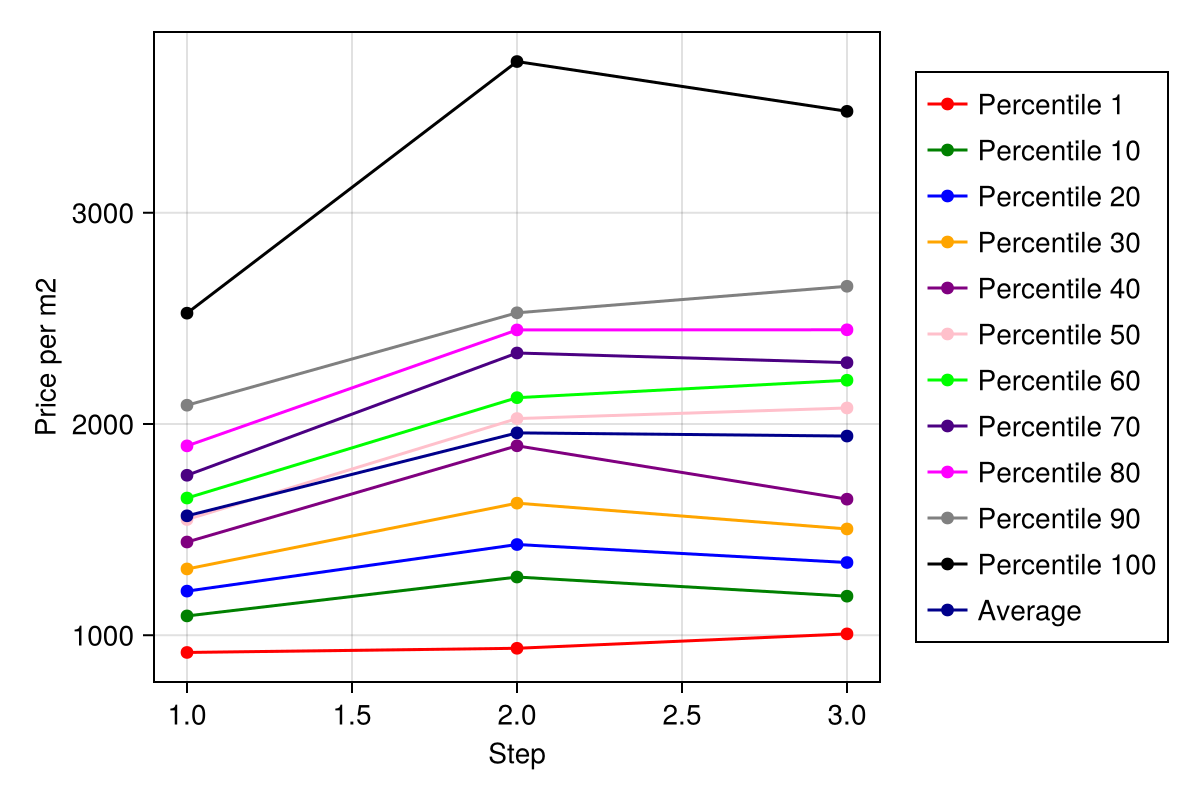 Price per m2
3000
2000
1000
1.0 1.5 2.0 2.5 3.0
Step
Percentile 1
Percentile 10
Percentile 20
Percentile 30
Percentile 40
Percentile 50
Percentile 60
Percentile 70
Percentile 80
Percentile 90
Percentile 100
Average